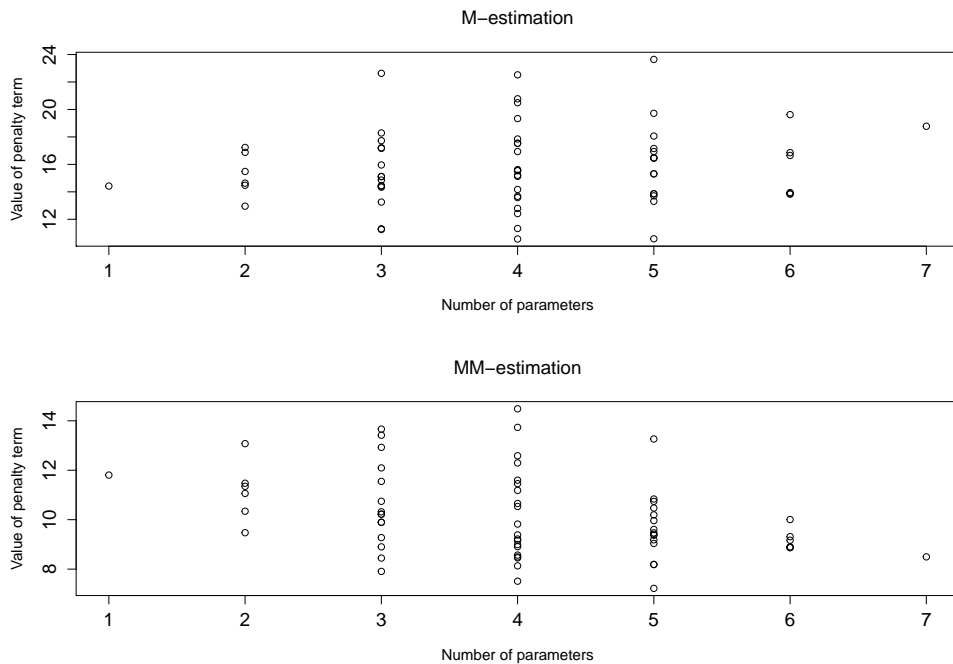 M−estimation
Value of penalty term
24
20
16
12
1 2 3 4 5 6 7
Number of parameters
MM−estimation
Value of penalty term
14
12
10
8
1 2 3 4 5 6 7
Number of parameters